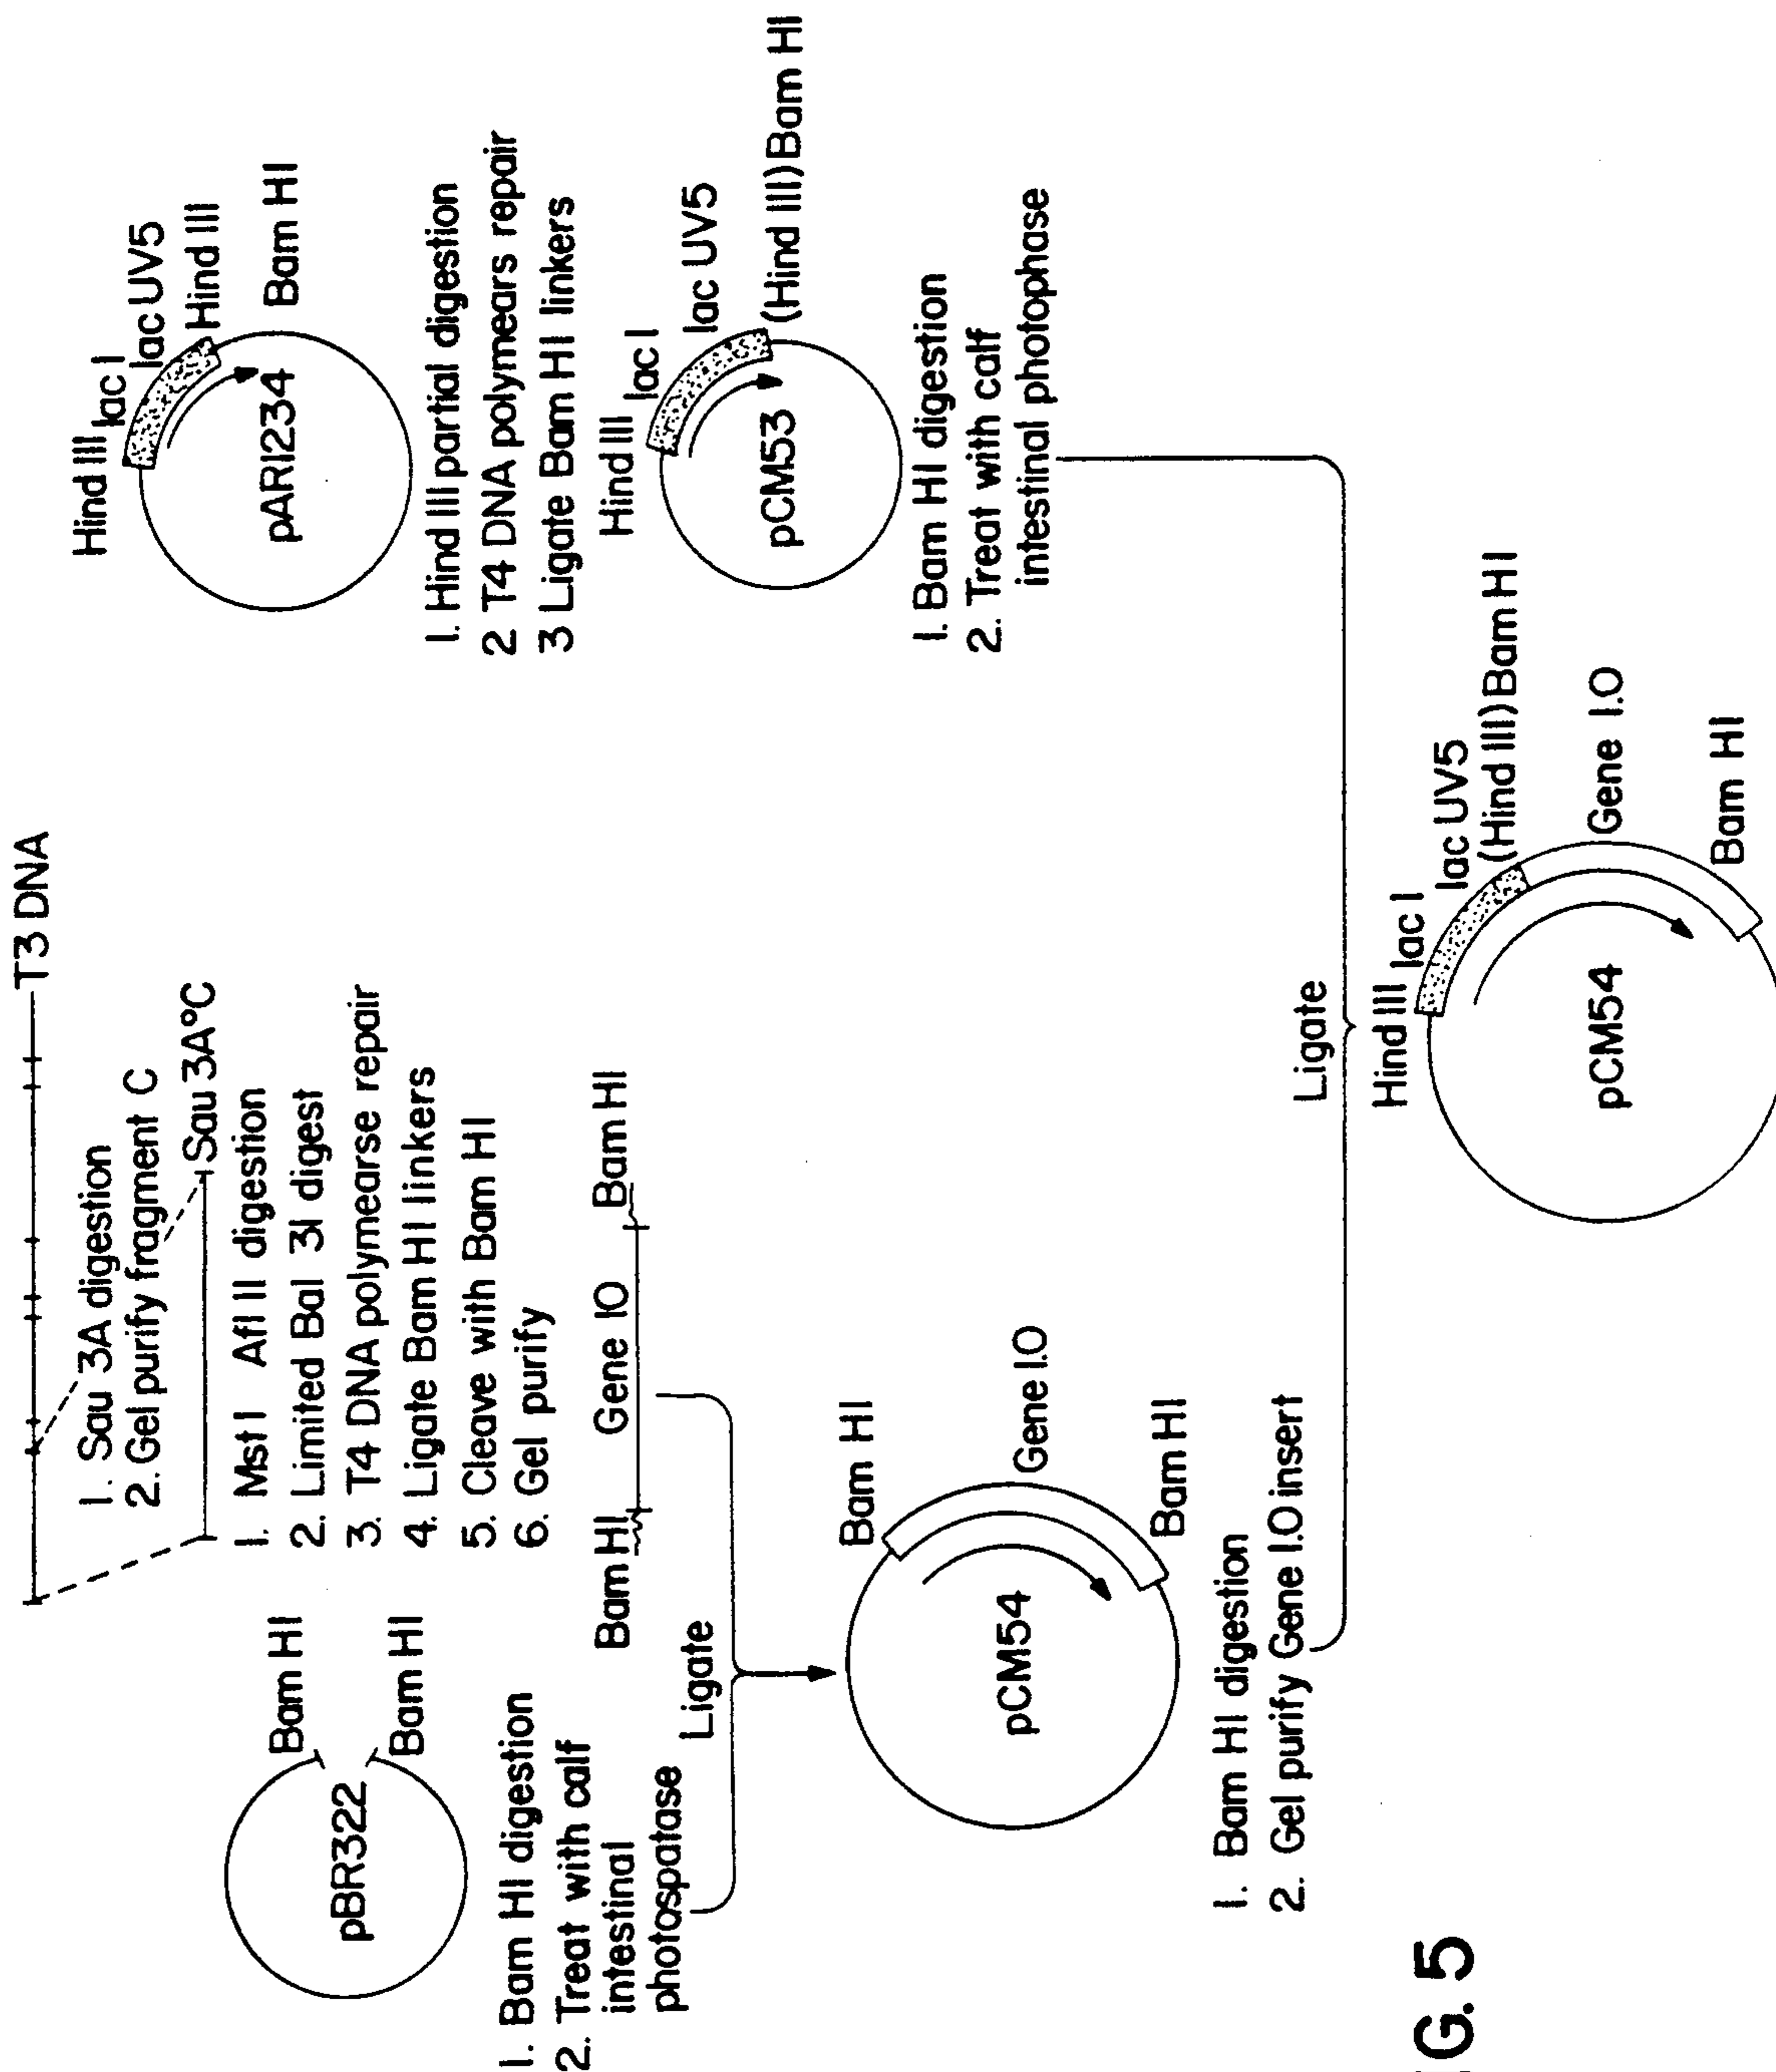 T3 DNA
1. Sau 3A digestion
2. Gel purify fragment C
Sau 3A°C
1. Mst I Afl II digestion
2. Limited Bal 31 digest
3. T4 DNA polymearse repair
4. Ligate Bam HI linkers
5. Cleave with Bam HI
6. Gel purify
Bam HI
Gene 10
Bam HI
Bam HI
pBR322
Bam HI
1. Bam HI digestion
2. Treat with calf
intestinal
photospatase
Ligate
Bam HI
pCM54
Gene 1.0
Bam HI
1. Bam HI digestion
2. Gel purify Gene 1.0 insert
Hind III
lac I
lac UV5
Hind III
pAR1234
Bam HI
1. Hind III partial digestion
2 T4 DNA polymears repair
3 Ligate Bam HI linkers
Hind III
lac I
lac UV5
pCM53
(Hind III) Bam HI
1. Bam HI digestion
2. Treat with calf
intestinal photophase
Ligate
Hind III
lac I
lac UV5
(Hind III) Bam HI
pCM54
Gene 1.0
Bam HI
G. 5